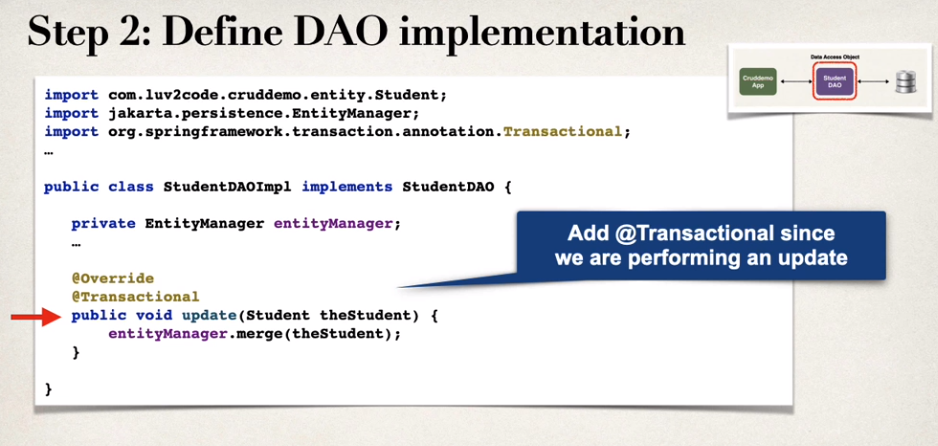 Step 2: Define DAO implementation
Data Access Object
Cruddemo
App
Student
DAO
import com.luv2code.cruddemo.entity.Student;
import jakarta.persistence.EntityManager;
import org.springframework.transaction.annotation.Transactional;
…
public class StudentDAOImpl implements StudentDAO {
private EntityManager entityManager;
…
Add @Transactional since
we are performing an update
@Override
@Transactional
public void update(Student theStudent) {
entityManager.merge(theStudent);
}
}